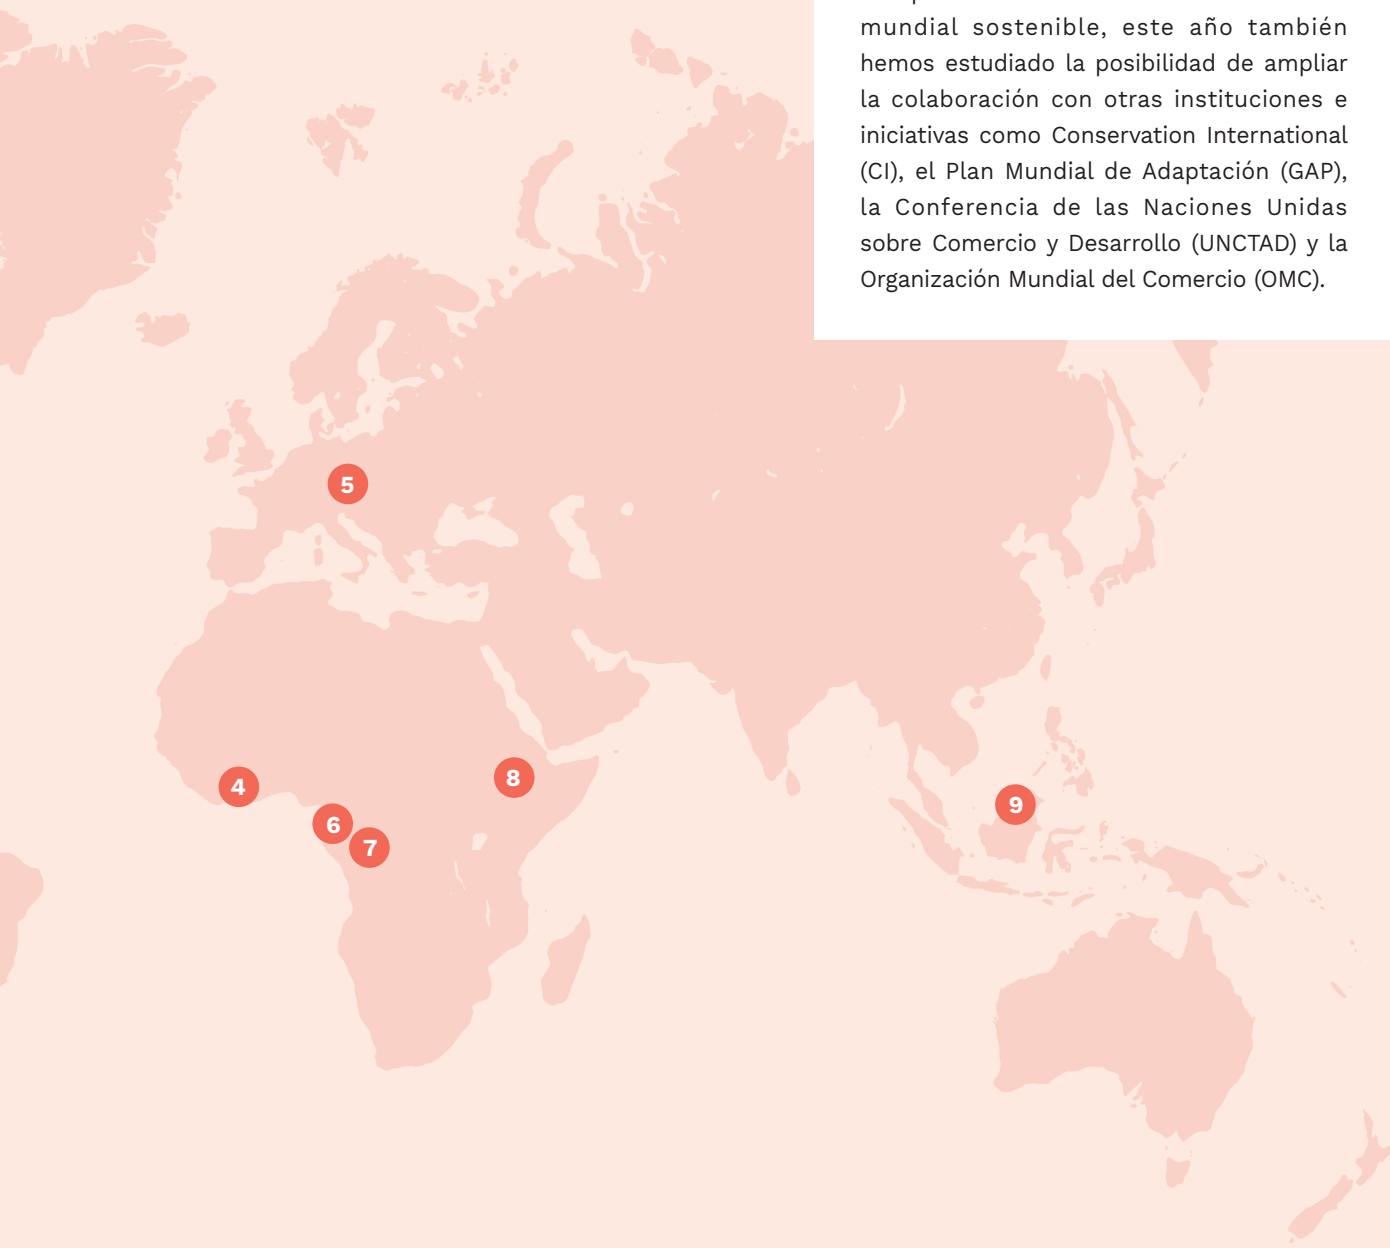 mundial sostenible, este año también
hemos estudiado la posibilidad de ampliar
la colaboración con otras instituciones e
iniciativas como Conservation International
(CI), el Plan Mundial de Adaptación (GAP),
la Conferencia de las Naciones Unidas
sobre Comercio y Desarrollo (UNCTAD) y la
Organización Mundial del Comercio (OMC).
5
8
4
9
6
7